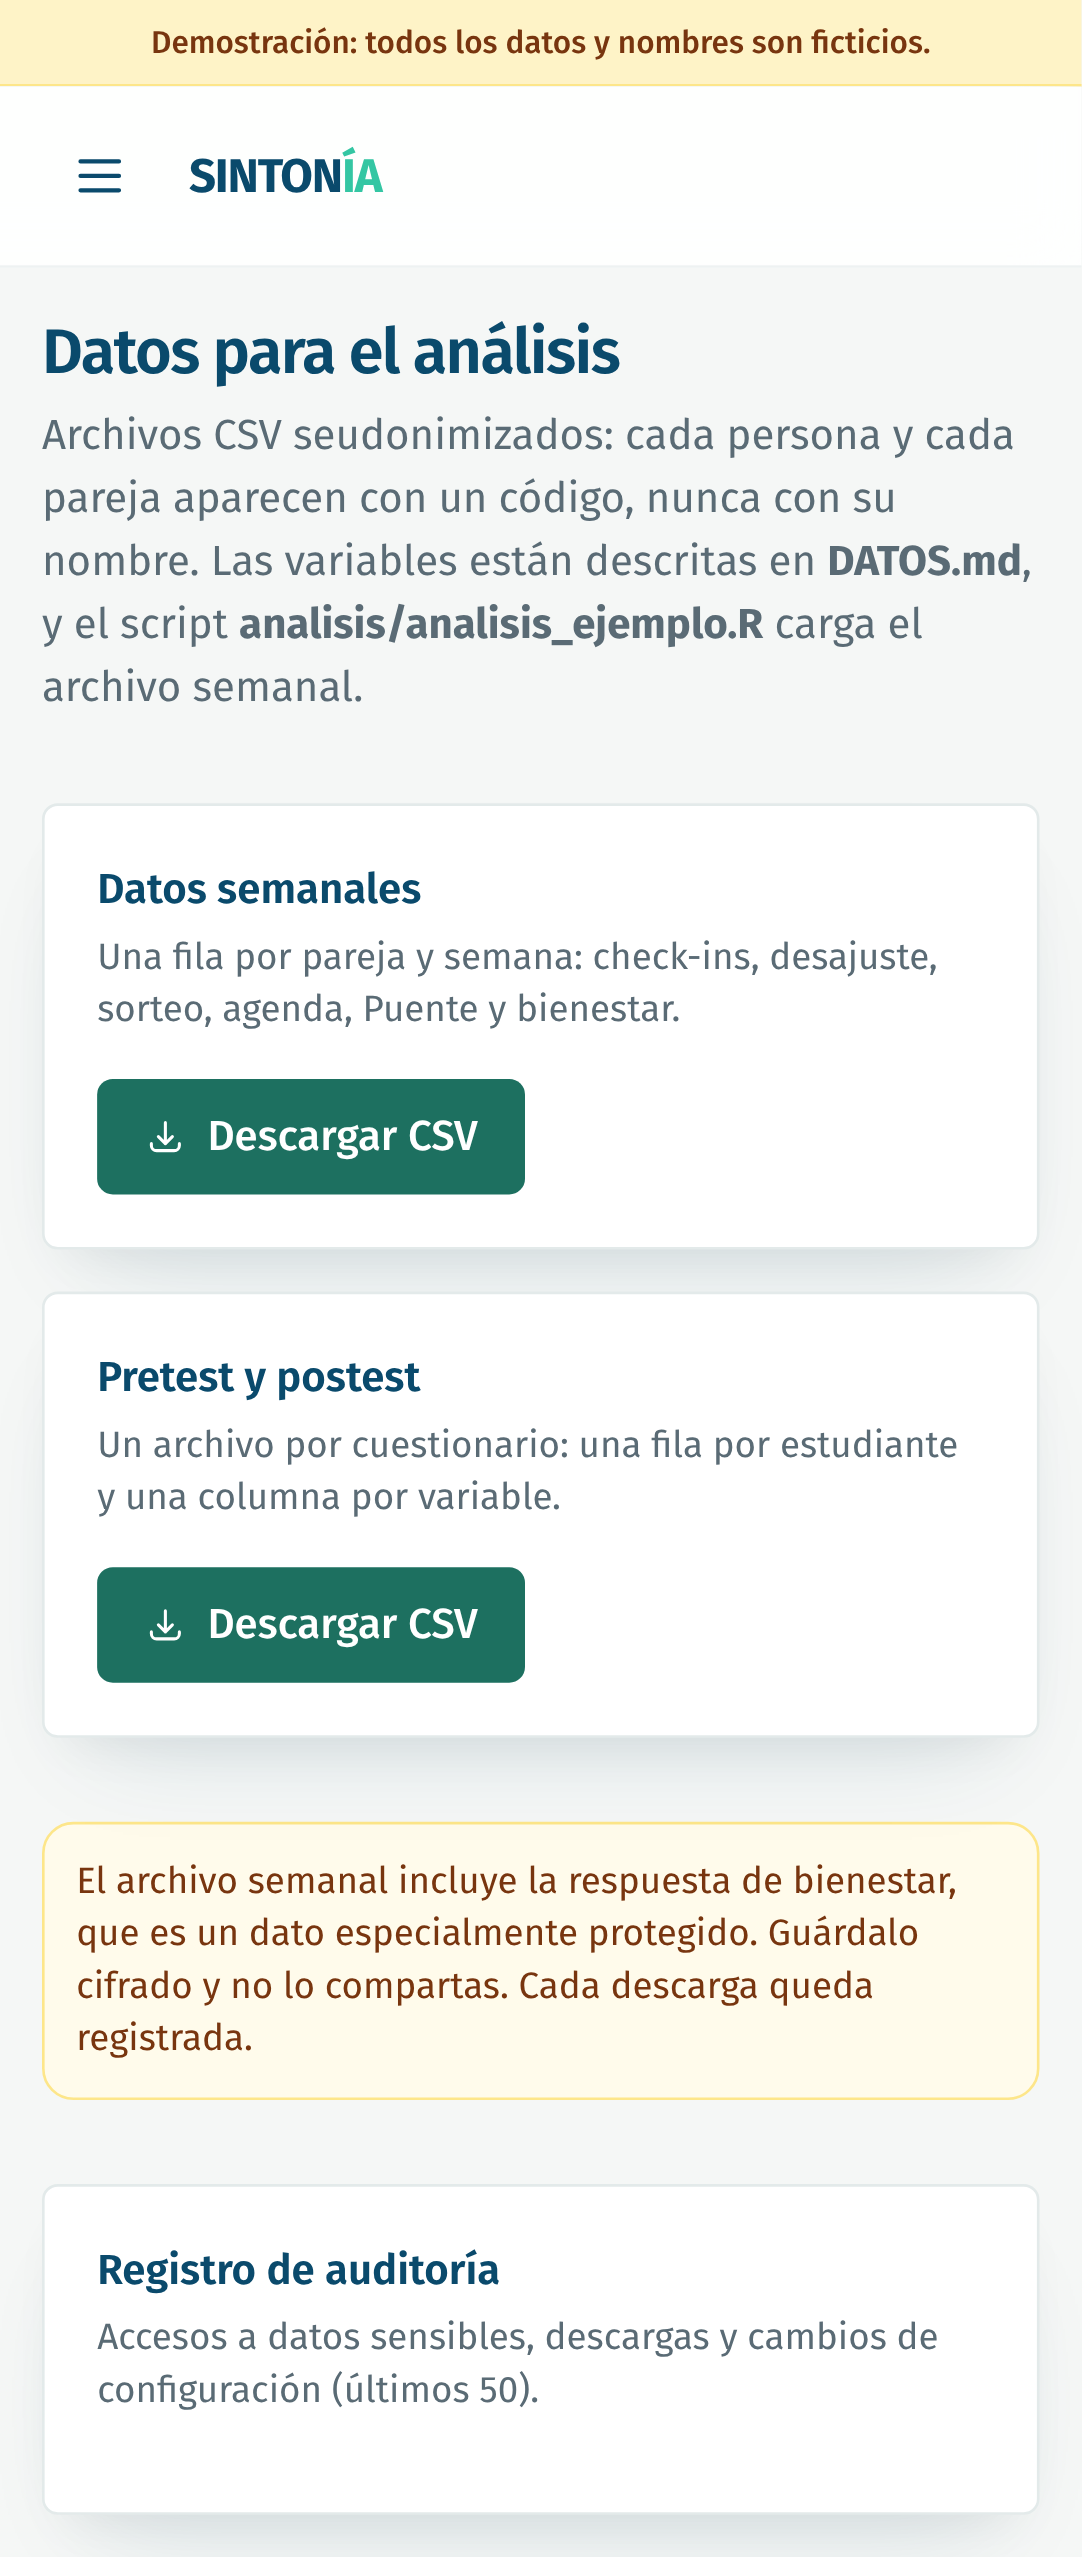 Demostración: todos los datos y nombres son ficticios.
SINTONÍA
Datos para el análisis
Archivos CSV seudonimizados: cada persona y cada
pareja aparecen con un código, nunca con su
nombre. Las variables están descritas en DATOS.md,
y el script analisis/analisis_ejemplo.R carga el
archivo semanal.
Datos semanales
Una fila por pareja y semana: check-ins, desajuste,
sorteo, agenda, Puente y bienestar.
Descargar CSV
Pretest y postest
Un archivo por cuestionario: una fila por estudiante
y una columna por variable.
Descargar CSV
El archivo semanal incluye la respuesta de bienestar,
que es un dato especialmente protegido. Guárdalo
cifrado y no lo compartas. Cada descarga queda
registrada.
Registro de auditoría
Accesos a datos sensibles, descargas y cambios de
configuración (últimos 50).